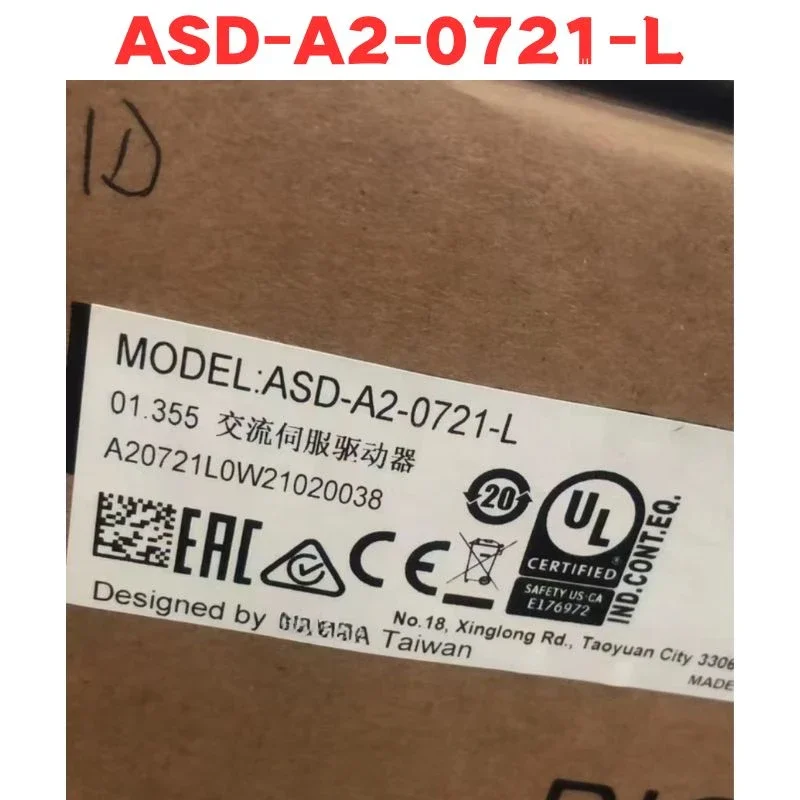 ASD-A2-0721-L
ID
MODEL:ASD-A2-0721-L
01.355 交流伺服驱动器
A20721L0W21020038
20
EAC
CE
UL
CERTIFIED
SAFETY US·CA
E176972
IND.CONT.EQ.
Designed by Taiwan
No.18, Xinglong Rd., Taoyuan City 3306
MADE